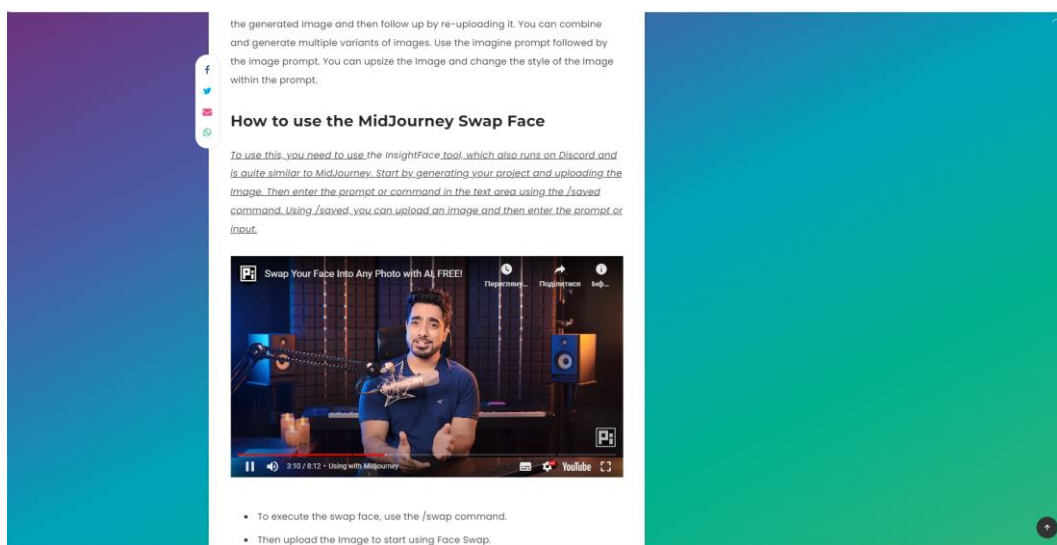 the generated Image and then follow up by re-uploading it. You can combine
and generate multiple variants of images. Use the imagine prompt followed by
the image prompt. You can upsize the Image and change the style of the Image
within the prompt.
How to use the MidJourney Swap Face
To use this, you need to use the InsightFace tool, which also runs on Discord and
is quite similar to MidJourney. Start by generating your project and uploading the
Image. Then enter the prompt or command in the text area using the /saved
command. Using /saved, you can upload an image and then enter the prompt or
input.
Pi Swap Your Face Into Any Photo with AI, FREE!
Перегляну... Поділитися Інф...
Pi
3:10 / 8:12 • Using with Midjourney
YouTube
• To execute the swap face, use the /swap command.
• Then upload the Image to start using Face Swap.